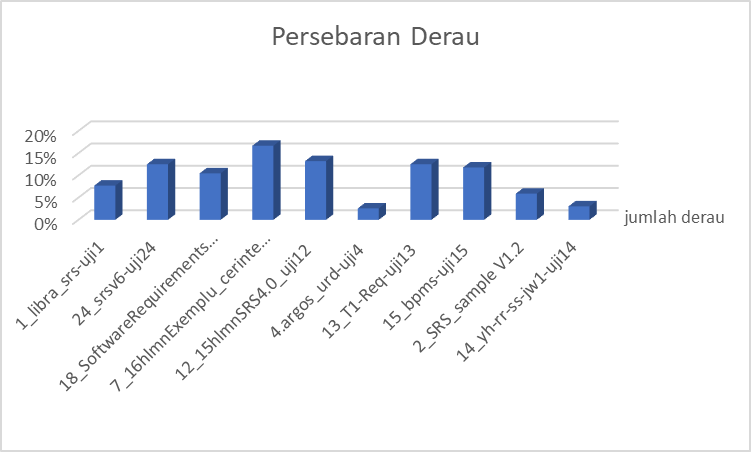 Persebaran Derau
20%
15%
10%
5%
0%
jumlah derau
1_libra_srs-uji1
24_srsv6-uji24
18_SoftwareRequirements…
7_16hlmnExemplu_cerinte…
12_15hlmnSRS4.0_uji12
4.argos_urd-uji4
13_T1-Req-uji13
15_bpms-uji15
2_SRS_sample V1.2
14_yh-rr-ss-jw1-uji14